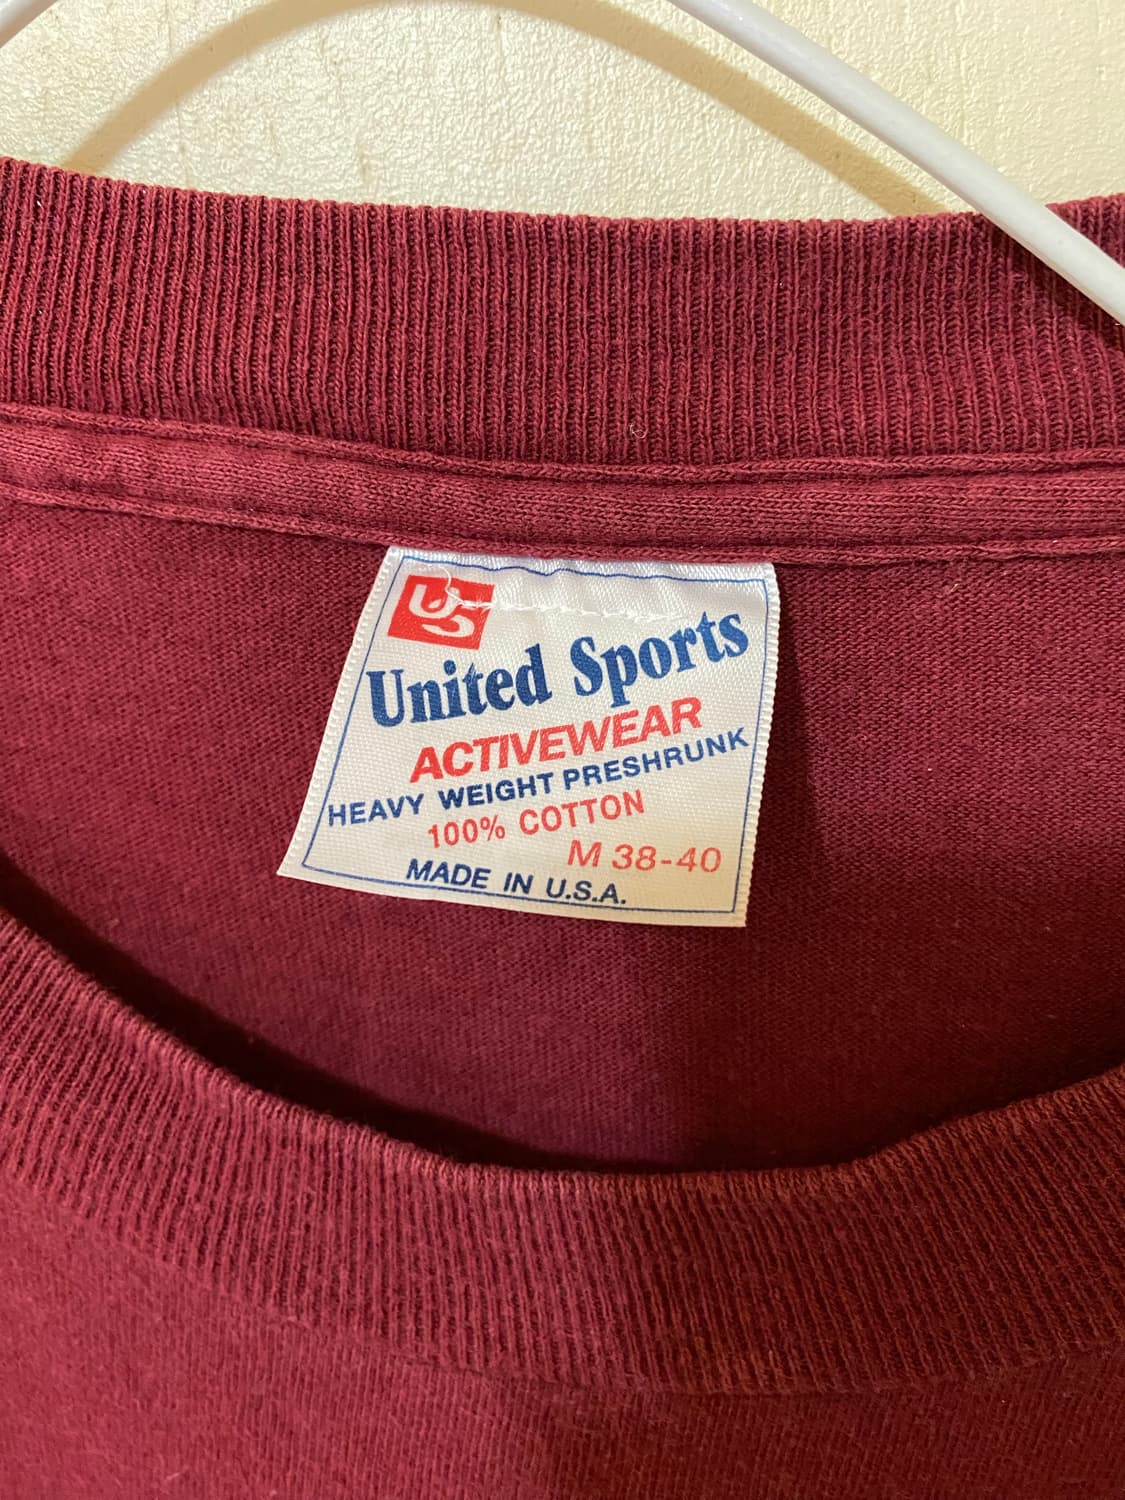 US
United Sports
ACTIVEWEAR
HEAVY WEIGHT PRESHRUNK
100% COTTON
M 38-40
MADE IN U.S.A.